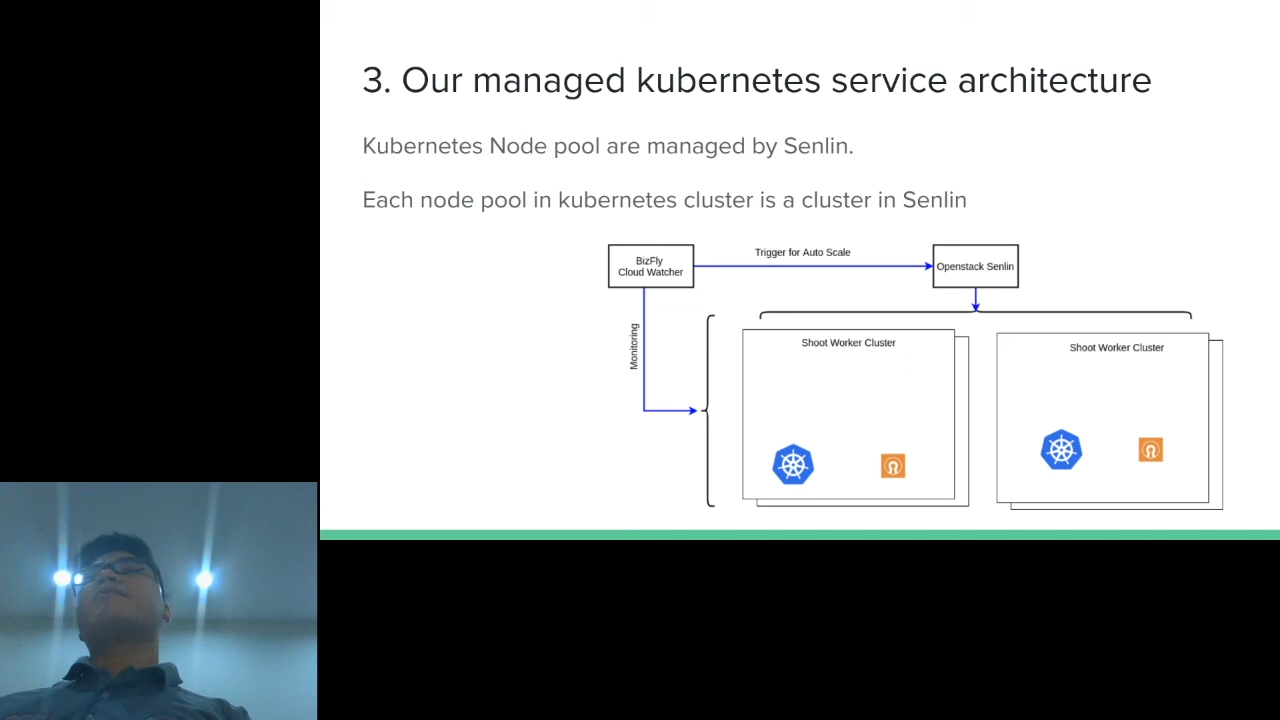 3. Our managed kubernetes service architecture
Kubernetes Node pool are managed by Senlin.
Each node pool in kubernetes cluster is a cluster in Senlin
BizFly
Cloud Watcher
Trigger for Auto Scale
Openstack Senlin
Monitoring
Shoot Worker Cluster
Shoot Worker Cluster